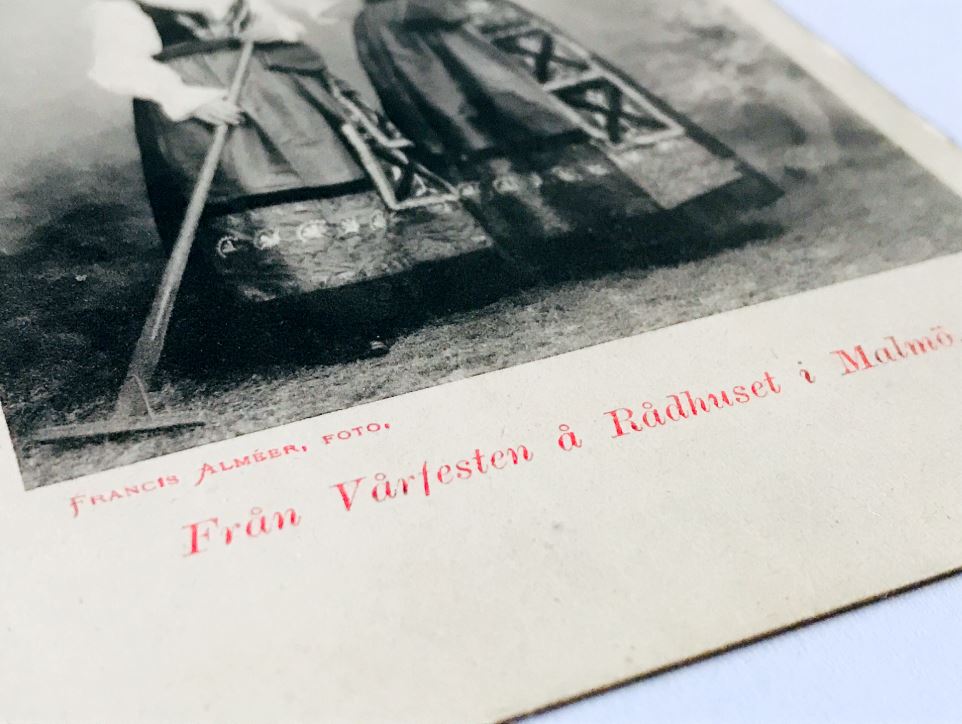 FRANCIS ALMÉER, FOTO,
Från Vårfesten å Rådhuset i Malmö,